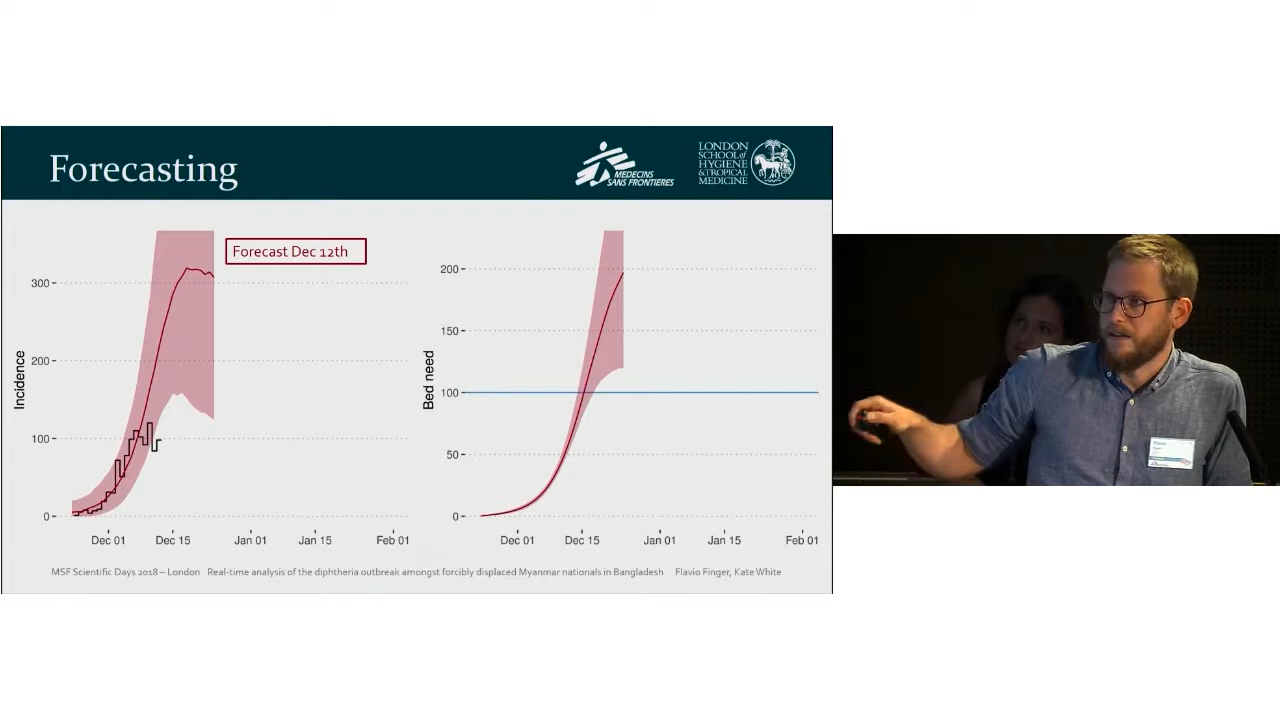 Forecasting
MEDECINS
SANS FRONTIERES
LONDON
SCHOOL of
HYGIENE
& TROPICAL
MEDICINE
Forecast Dec 12th
Incidence
300
200
100
0
Dec 01
Dec 15
Jan 01
Jan 15
Feb 01
Bed need
200
150
100
50
0
Dec 01
Dec 15
Jan 01
Jan 15
Feb 01
MSF Scientific Days 2018 – London Real-time analysis of the diphtheria outbreak amongst forcibly displaced Myanmar nationals in Bangladesh Flavio Finger, Kate White